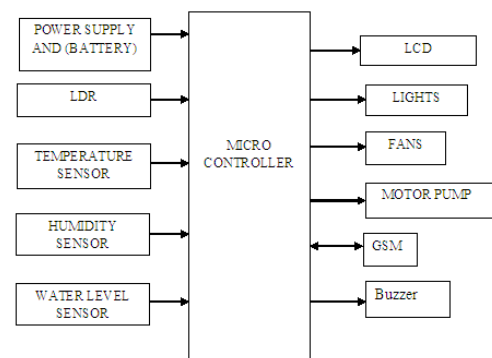 POWER SUPPLY
AND (BATTERY)
LDR
TEMPERATURE
SENSOR
HUMIDITY
SENSOR
WATER LEVEL
SENSOR
MICRO
CONTROLLER
LCD
LIGHTS
FANS
MOTOR PUMP
GSM
Buzzer